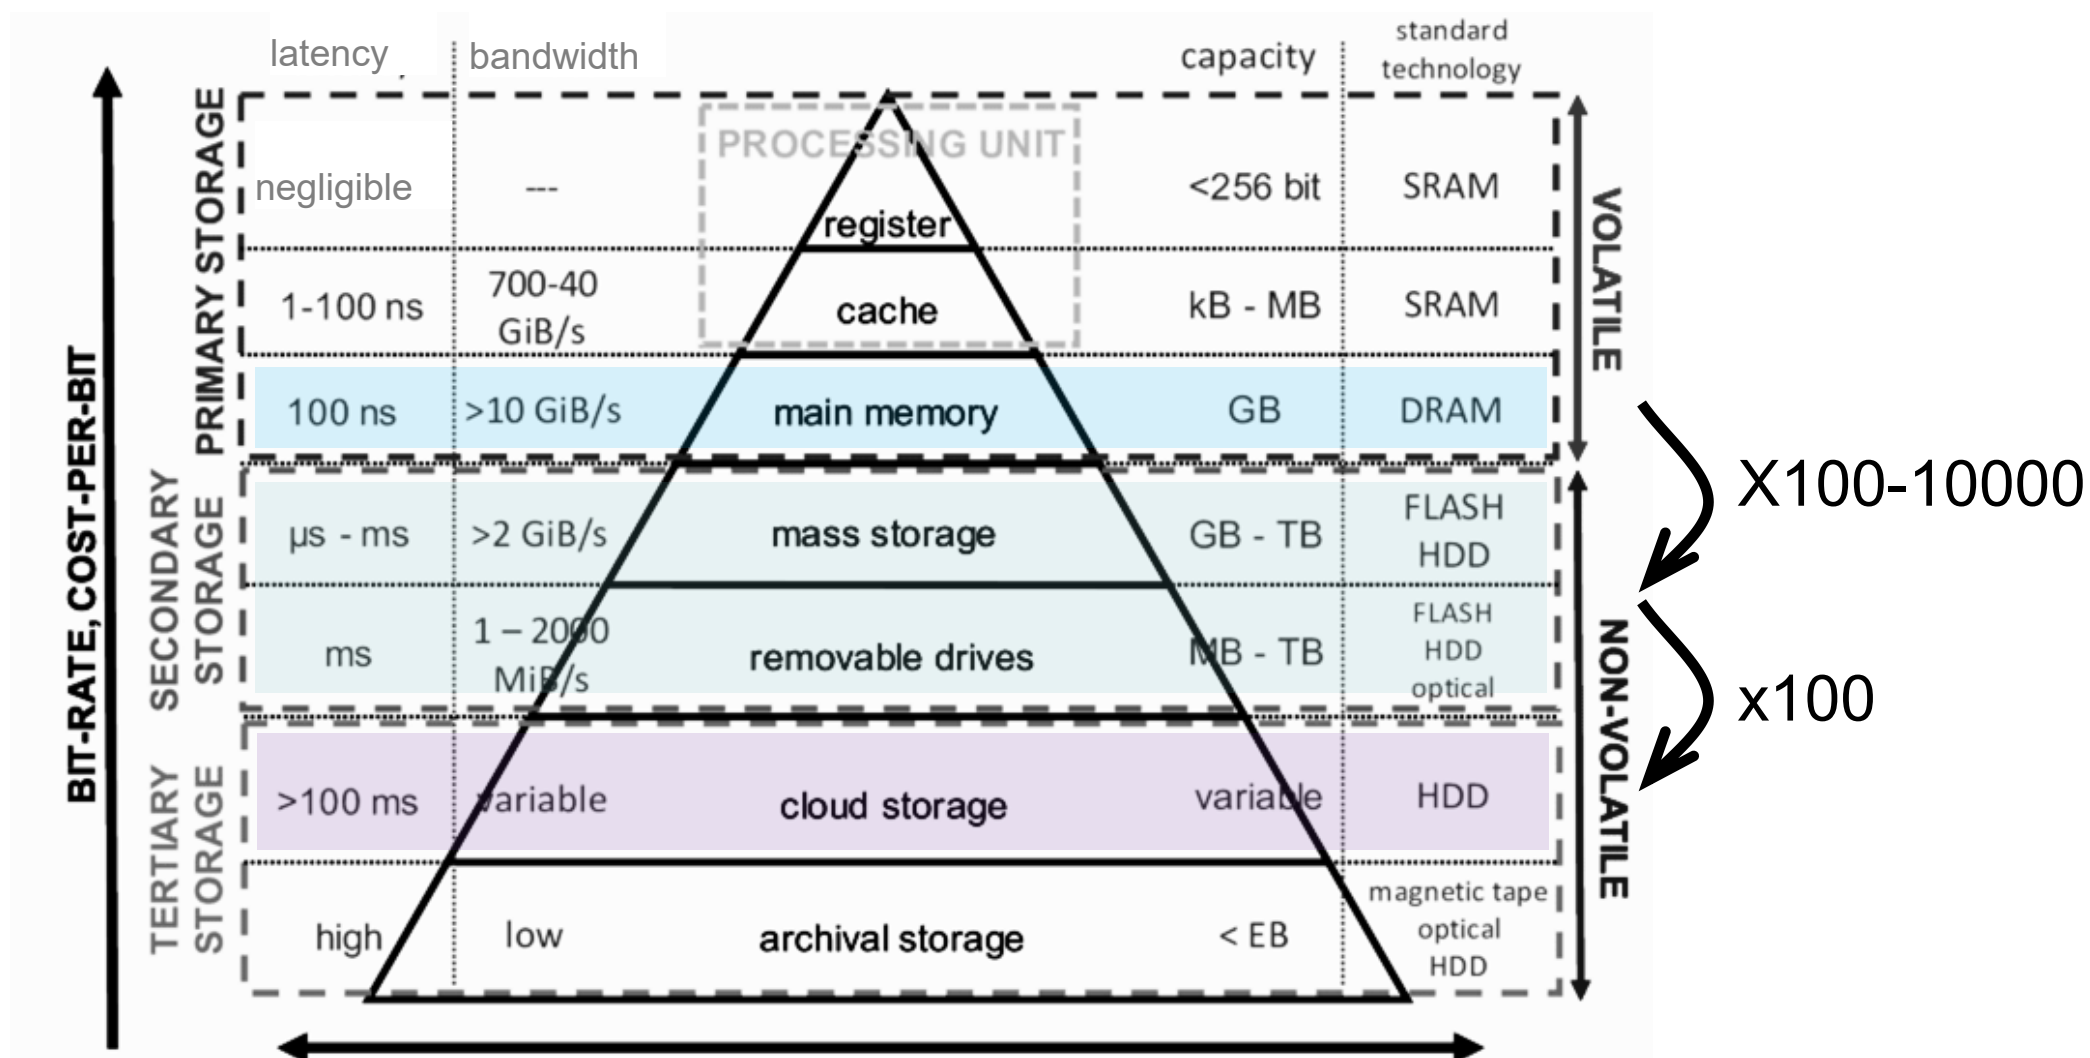 latency
bandwidth
capacity
standard
technology
BIT-RATE, COST-PER-BIT
PRIMARY STORAGE
PROCESSING UNIT
negligible
---
register
<256 bit
SRAM
1-100 ns
700-40
GiB/s
cache
kB - MB
SRAM
VOLATILE
100 ns
>10 GiB/s
main memory
GB
DRAM
X100-10000
SECONDARY
STORAGE
µs - ms
>2 GiB/s
mass storage
GB - TB
FLASH
HDD
ms
1 – 2000
MiB/s
removable drives
MB - TB
FLASH
HDD
optical
NON-VOLATILE
x100
TERTIARY
STORAGE
>100 ms
variable
cloud storage
variable
HDD
high
low
archival storage
< EB
magnetic tape
optical
HDD